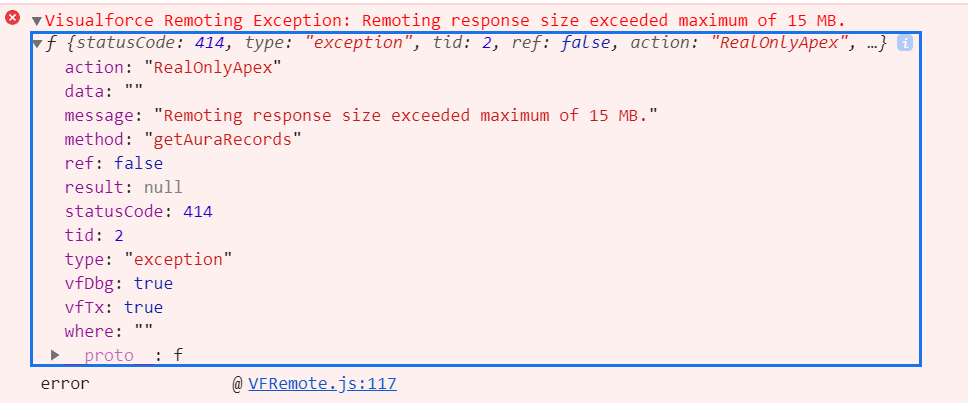 Visualforce Remoting Exception: Remoting response size exceeded maximum of 15 MB.
f {statusCode: 414, type: "exception", tid: 2, ref: false, action: "RealOnlyApex", …} i
action: "RealOnlyApex"
data: ""
message: "Remoting response size exceeded maximum of 15 MB."
method: "getAuraRecords"
ref: false
result: null
statusCode: 414
tid: 2
type: "exception"
vfDbg: true
vfTx: true
where: ""
__proto__: f
error @ VFRemote.js:117